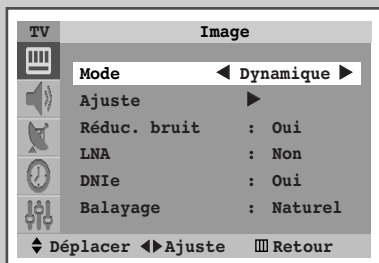 TV Image
Mode ◀ Dynamique ▶
Ajuste ▶
Réduc. bruit : Oui
LNA : Non
DNIe : Oui
Balayage : Naturel
Déplacer ◀▶ Ajuste Retour